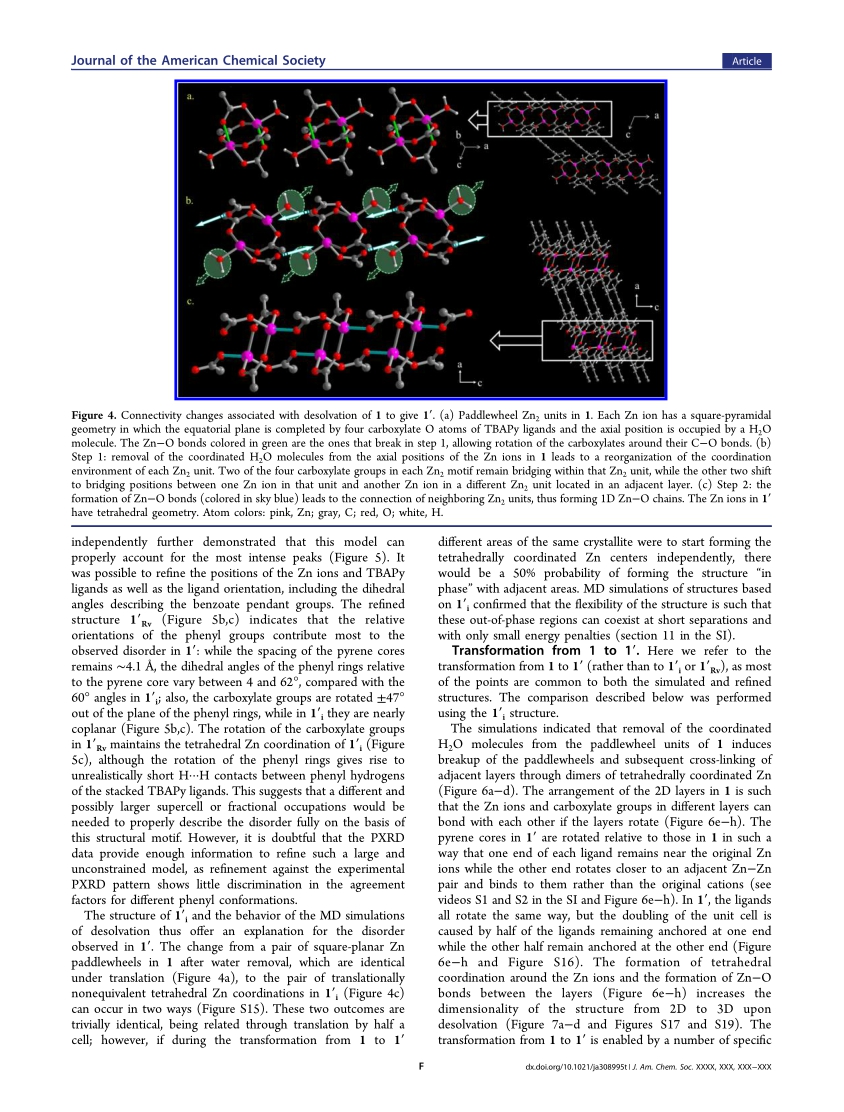 Journal of the American Chemical Society
Article
a.
b
a
c
a
c
b.
c.
a
c
a
c
Figure 4. Connectivity changes associated with desolvation of 1 to give 1′. (a) Paddlewheel Zn₂ units in 1. Each Zn ion has a square-pyramidal
geometry in which the equatorial plane is completed by four carboxylate O atoms of TBAPy ligands and the axial position is occupied by a H₂O
molecule. The Zn−O bonds colored in green are the ones that break in step 1, allowing rotation of the carboxylates around their C−O bonds. (b)
Step 1: removal of the coordinated H₂O molecules from the axial positions of the Zn ions in 1 leads to a reorganization of the coordination
environment of each Zn₂ unit. Two of the four carboxylate groups in each Zn₂ motif remain bridging within that Zn₂ unit, while the other two shift
to bridging positions between one Zn ion in that unit and another Zn ion in a different Zn₂ unit located in an adjacent layer. (c) Step 2: the
formation of Zn−O bonds (colored in sky blue) leads to the connection of neighboring Zn₂ units, thus forming 1D Zn−O chains. The Zn ions in 1′
have tetrahedral geometry. Atom colors: pink, Zn; gray, C; red, O; white, H.
independently further demonstrated that this model can
properly account for the most intense peaks (Figure 5). It
was possible to refine the positions of the Zn ions and TBAPy
ligands as well as the ligand orientation, including the dihedral
angles describing the benzoate pendant groups. The refined
structure 1′Rv (Figure 5b,c) indicates that the relative
orientations of the phenyl groups contribute most to the
observed disorder in 1′: while the spacing of the pyrene cores
remains ∼4.1 Å, the dihedral angles of the phenyl rings relative
to the pyrene core vary between 4 and 62°, compared with the
60° angles in 1′i; also, the carboxylate groups are rotated ±47°
out of the plane of the phenyl rings, while in 1′i they are nearly
coplanar (Figure 5b,c). The rotation of the carboxylate groups
in 1′Rv maintains the tetrahedral Zn coordination of 1′i (Figure
5c), although the rotation of the phenyl rings gives rise to
unrealistically short H···H contacts between phenyl hydrogens
of the stacked TBAPy ligands. This suggests that a different and
possibly larger supercell or fractional occupations would be
needed to properly describe the disorder fully on the basis of
this structural motif. However, it is doubtful that the PXRD
data provide enough information to refine such a large and
unconstrained model, as refinement against the experimental
PXRD pattern shows little discrimination in the agreement
factors for different phenyl conformations.
The structure of 1′i and the behavior of the MD simulations
of desolvation thus offer an explanation for the disorder
observed in 1′. The change from a pair of square-planar Zn
paddlewheels in 1 after water removal, which are identical
under translation (Figure 4a), to the pair of translationally
nonequivalent tetrahedral Zn coordinations in 1′i (Figure 4c)
can occur in two ways (Figure S15). These two outcomes are
trivially identical, being related through translation by half a
cell; however, if during the transformation from 1 to 1′
different areas of the same crystallite were to start forming the
tetrahedrally coordinated Zn centers independently, there
would be a 50% probability of forming the structure “in
phase” with adjacent areas. MD simulations of structures based
on 1′i confirmed that the flexibility of the structure is such that
these out-of-phase regions can coexist at short separations and
with only small energy penalties (section 11 in the SI).
Transformation from 1 to 1′. Here we refer to the
transformation from 1 to 1′ (rather than to 1′i or 1′Rv), as most
of the points are common to both the simulated and refined
structures. The comparison described below was performed
using the 1′i structure.
The simulations indicated that removal of the coordinated
H₂O molecules from the paddlewheel units of 1 induces
breakup of the paddlewheels and subsequent cross-linking of
adjacent layers through dimers of tetrahedrally coordinated Zn
(Figure 6a−d). The arrangement of the 2D layers in 1 is such
that the Zn ions and carboxylate groups in different layers can
bond with each other if the layers rotate (Figure 6e−h). The
pyrene cores in 1′ are rotated relative to those in 1 in such a
way that one end of each ligand remains near the original Zn
ions while the other end rotates closer to an adjacent Zn−Zn
pair and binds to them rather than the original cations (see
videos S1 and S2 in the SI and Figure 6e−h). In 1′, the ligands
all rotate the same way, but the doubling of the unit cell is
caused by half of the ligands remaining anchored at one end
while the other half remain anchored at the other end (Figure
6e−h and Figure S16). The formation of tetrahedral
coordination around the Zn ions and the formation of Zn−O
bonds between the layers (Figure 6e−h) increases the
dimensionality of the structure from 2D to 3D upon
desolvation (Figure 7a−d and Figures S17 and S19). The
transformation from 1 to 1′ is enabled by a number of specific
F
dx.doi.org/10.1021/ja308995t | J. Am. Chem. Soc. XXXX, XXX, XXX−XXX